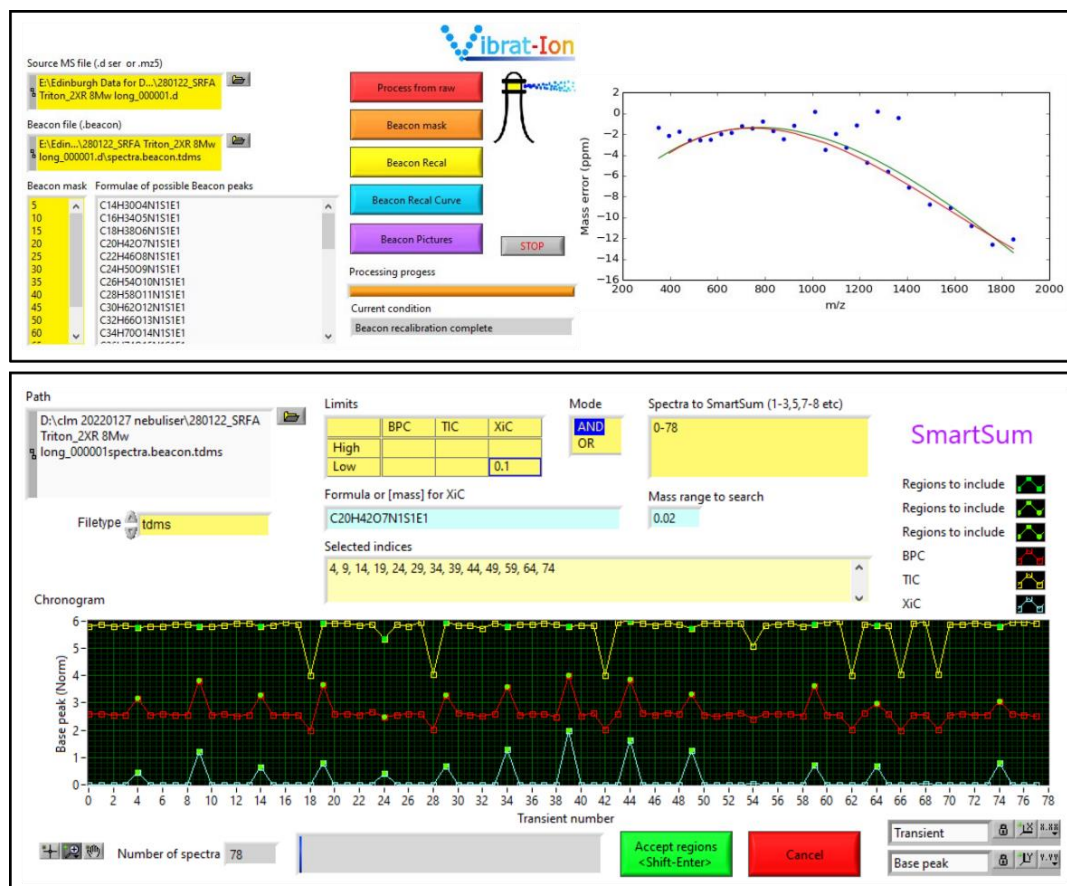 Vibrat-Ion
Source MS file (.d ser or .mz5)
E:\Edinburgh Data for D...\280122_SRFA
Triton_2XR 8Mw long_000001.d
Beacon file (.beacon)
E:\Edin...\280122_SRFA Triton_2XR 8Mw
long_000001.d\spectra.beacon.tdms
Beacon mask Formulae of possible Beacon peaks
5 C14H30O4N1S1E1
10 C16H34O5N1S1E1
15 C18H38O6N1S1E1
20 C20H42O7N1S1E1
25 C22H46O8N1S1E1
30 C24H50O9N1S1E1
35 C26H54O10N1S1E1
40 C28H58O11N1S1E1
45 C30H62O12N1S1E1
50 C32H66O13N1S1E1
60 C34H70O14N1S1E1
Process from raw
Beacon mask
Beacon Recal
Beacon Recal Curve
Beacon Pictures
STOP
Processing progess
Current condition
Beacon recalibration complete
Mass error (ppm)
2
0
−2
−4
−6
−8
−10
−12
−14
−16
200 400 600 800 1000 1200 1400 1600 1800 2000
m/z
Path
D:\clm 20220127 nebuliser\280122_SRFA
Triton_2XR 8Mw
long_000001spectra.beacon.tdms
Filetype tdms
Limits
BPC TIC XiC
High
Low 0.1
Mode
AND
OR
Spectra to SmartSum (1-3,5,7-8 etc)
0-78
SmartSum
Formula or [mass] for XiC
C20H42O7N1S1E1
Mass range to search
0.02
Selected indices
4, 9, 14, 19, 24, 29, 34, 39, 44, 49, 59, 64, 74
Regions to include
Regions to include
Regions to include
BPC
TIC
XiC
Chronogram
Base peak (Norm)
6
5
4
3
2
1
0
0 2 4 6 8 10 12 14 16 18 20 22 24 26 28 30 32 34 36 38 40 42 44 46 48 50 52 54 56 58 60 62 64 66 68 70 72 74 76 78
Transient number
Number of spectra 78
Accept regions
<Shift-Enter>
Cancel
Transient
Base peak